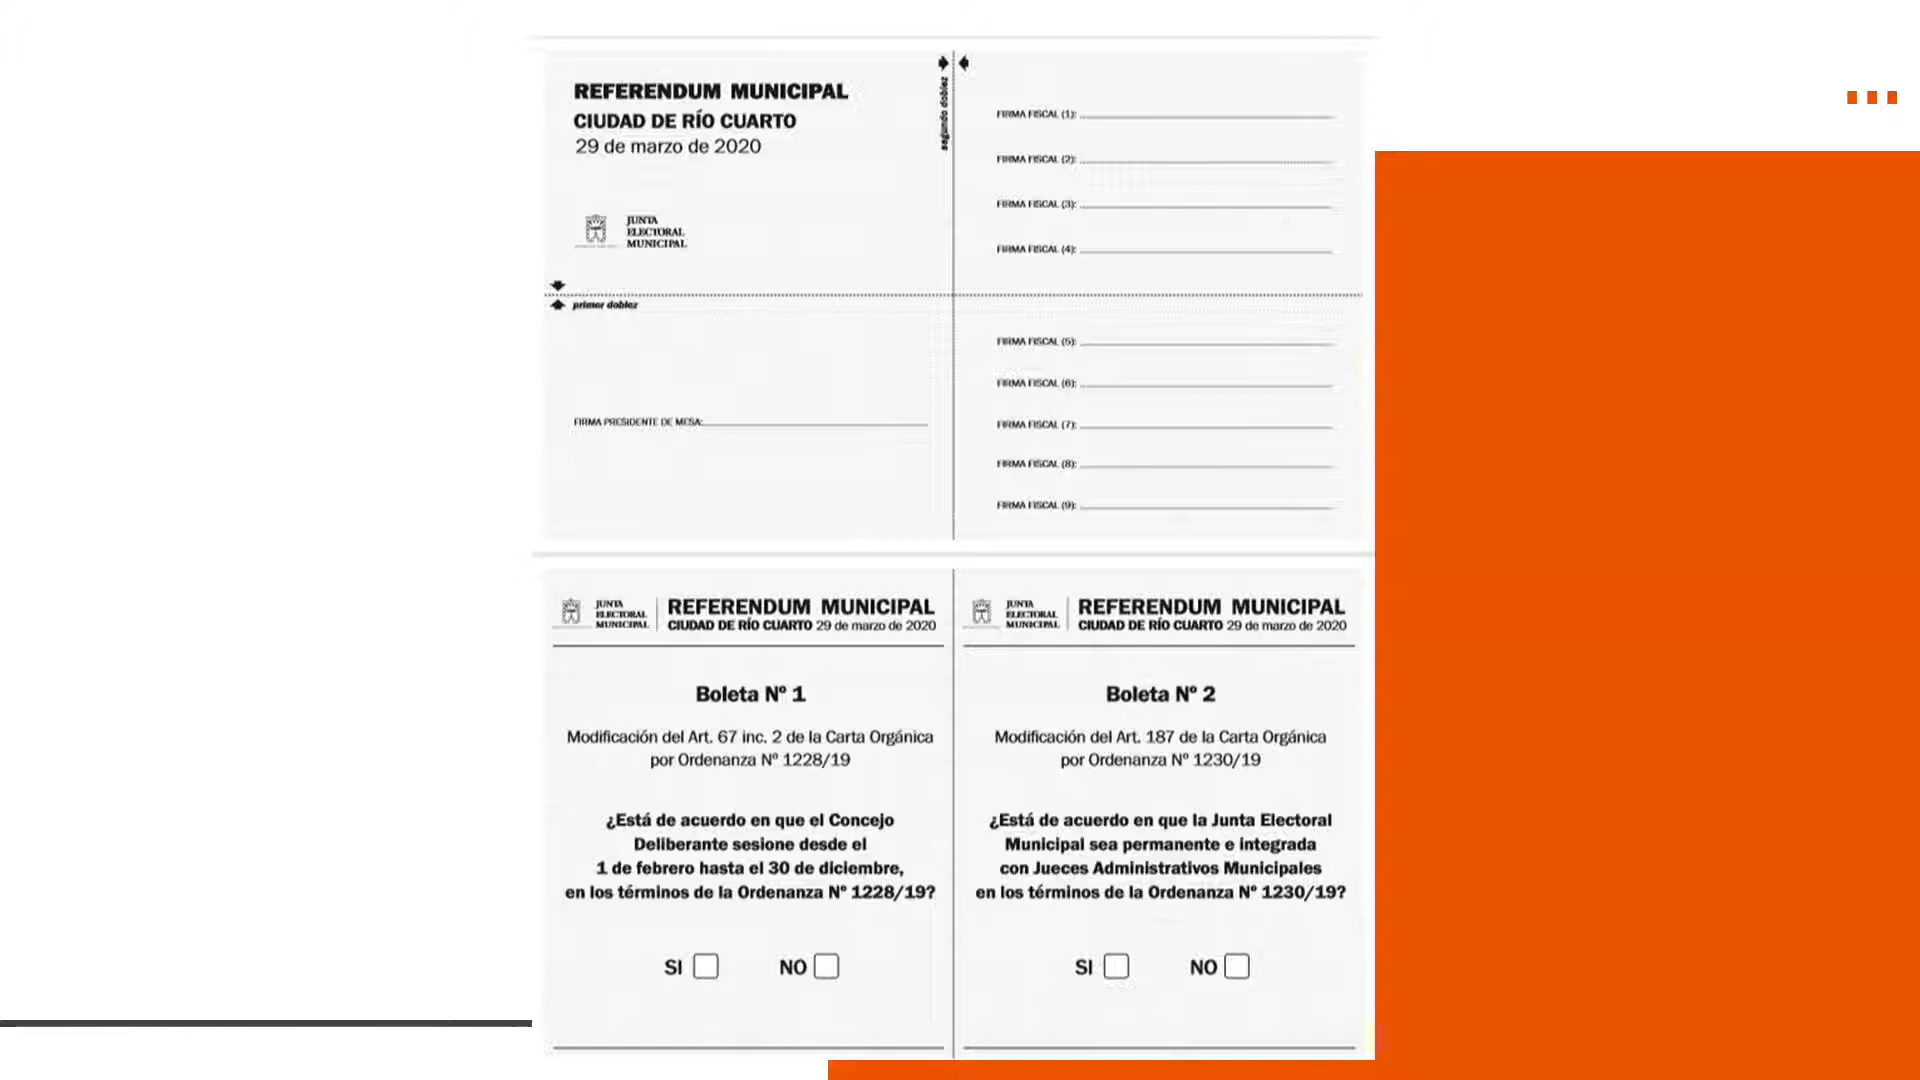 REFERENDUM MUNICIPAL
CIUDAD DE RÍO CUARTO
29 de marzo de 2020
JUNTA
ELECTORAL
MUNICIPAL
segundo doblez
FIRMA FISCAL (1):
FIRMA FISCAL (2):
FIRMA FISCAL (3):
FIRMA FISCAL (4):
primer doblez
FIRMA PRESIDENTE DE MESA:
FIRMA FISCAL (5):
FIRMA FISCAL (6):
FIRMA FISCAL (7):
FIRMA FISCAL (8):
FIRMA FISCAL (9):
JUNTA
ELECTORAL
MUNICIPAL
REFERENDUM MUNICIPAL
CIUDAD DE RÍO CUARTO 29 de marzo de 2020
Boleta Nº 1
Modificación del Art. 67 inc. 2 de la Carta Orgánica
por Ordenanza Nº 1228/19
¿Está de acuerdo en que el Concejo
Deliberante sesione desde el
1 de febrero hasta el 30 de diciembre,
en los términos de la Ordenanza Nº 1228/19?
SI NO
JUNTA
ELECTORAL
MUNICIPAL
REFERENDUM MUNICIPAL
CIUDAD DE RÍO CUARTO 29 de marzo de 2020
Boleta Nº 2
Modificación del Art. 187 de la Carta Orgánica
por Ordenanza Nº 1230/19
¿Está de acuerdo en que la Junta Electoral
Municipal sea permanente e integrada
con Jueces Administrativos Municipales
en los términos de la Ordenanza Nº 1230/19?
SI NO